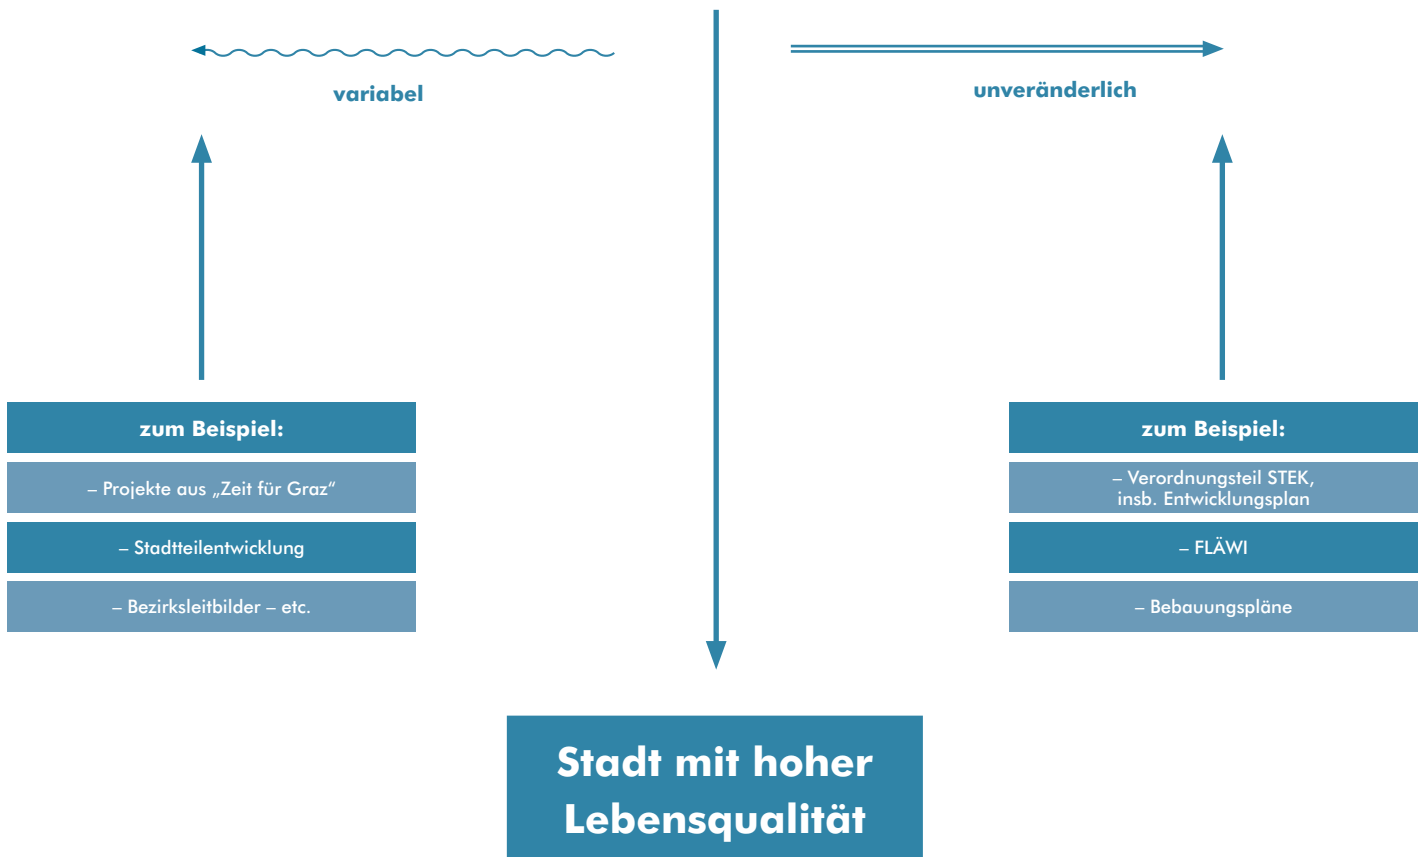 variabel
unveränderlich
zum Beispiel:
– Projekte aus „Zeit für Graz“
– Stadtteilentwicklung
– Bezirksleitbilder – etc.
zum Beispiel:
– Verordnungsteil STEK,
insb. Entwicklungsplan
– FLÄWI
– Bebauungspläne
Stadt mit hoher
Lebensqualität